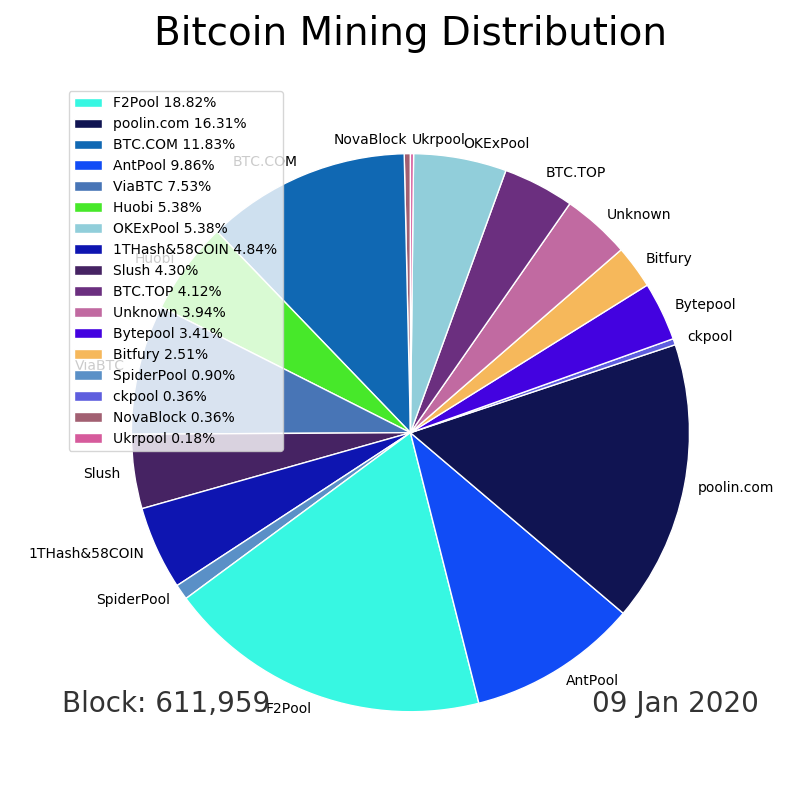 Bitcoin Mining Distribution
F2Pool 18.82%
poolin.com 16.31%
BTC.COM 11.83%
AntPool 9.86%
ViaBTC 7.53%
Huobi 5.38%
OKExPool 5.38%
1THash&58COIN 4.84%
Slush 4.30%
BTC.TOP 4.12%
Unknown 3.94%
Bytepool 3.41%
Bitfury 2.51%
SpiderPool 0.90%
ckpool 0.36%
NovaBlock 0.36%
Ukrpool 0.18%
NovaBlock
Ukrpool
OKExPool
BTC.TOP
Unknown
Bitfury
Bytepool
ckpool
poolin.com
AntPool
F2Pool
SpiderPool
1THash&58COIN
Slush
ViaBTC
Huobi
BTC.COM
Block: 611,959
09 Jan 2020